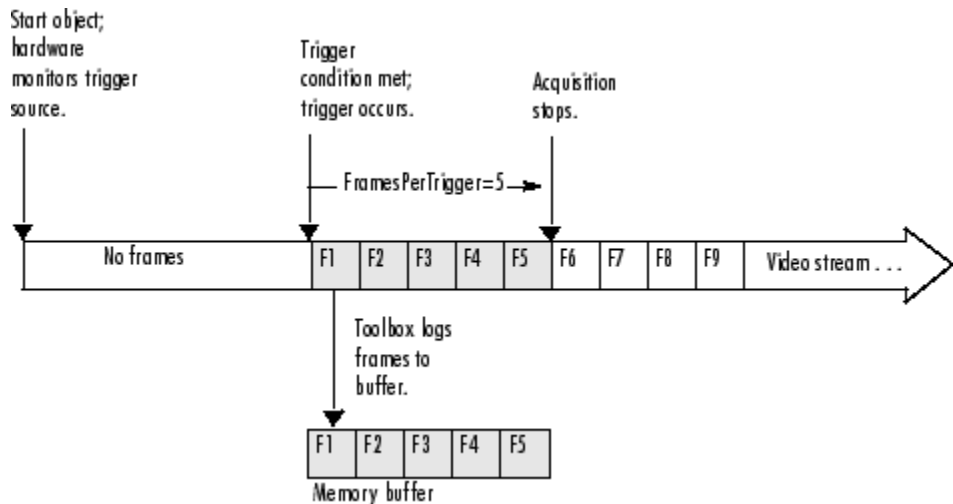 Start object;
hardware
monitors trigger
source.
Trigger
condition met;
trigger occurs.
Acquisition
stops.
FramesPerTrigger=5
No frames
F1 F2 F3 F4 F5 F6 F7 F8 F9 Video stream . . .
Toolbox logs
frames to
buffer.
F1 F2 F3 F4 F5
Memory buffer